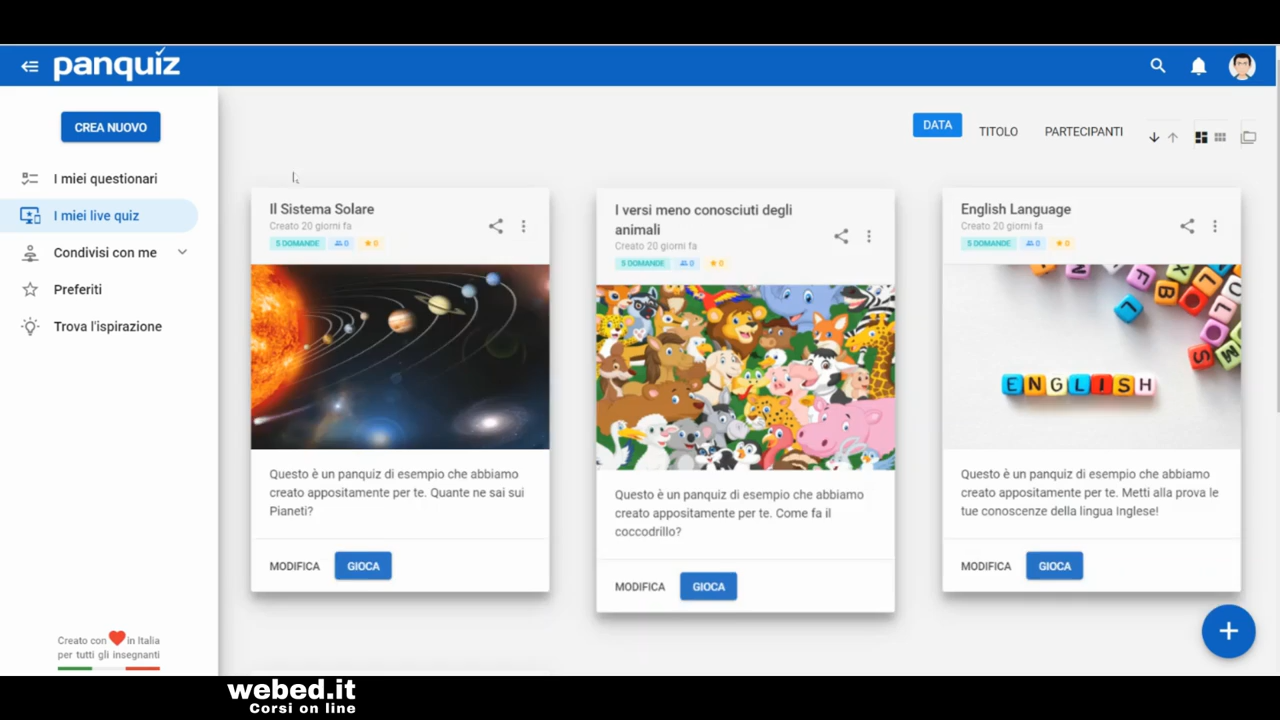 panquiz
CREA NUOVO
I miei questionari
I miei live quiz
Condivisi con me
Preferiti
Trova l'ispirazione
Creato con in Italia
per tutti gli insegnanti
DATA
TITOLO
PARTECIPANTI
Il Sistema Solare
Creato 20 giorni fa
5 DOMANDE 0 0
Questo è un panquiz di esempio che abbiamo
creato appositamente per te. Quante ne sai sui
Pianeti?
MODIFICA
GIOCA
I versi meno conosciuti degli
animali
Creato 20 giorni fa
5 DOMANDE 0 0
Questo è un panquiz di esempio che abbiamo
creato appositamente per te. Come fa il
coccodrillo?
MODIFICA
GIOCA
English Language
Creato 20 giorni fa
5 DOMANDE 0 0
ENGLISH
Questo è un panquiz di esempio che abbiamo
creato appositamente per te. Metti alla prova le
tue conoscenze della lingua Inglese!
MODIFICA
GIOCA
webed.it
Corsi on line